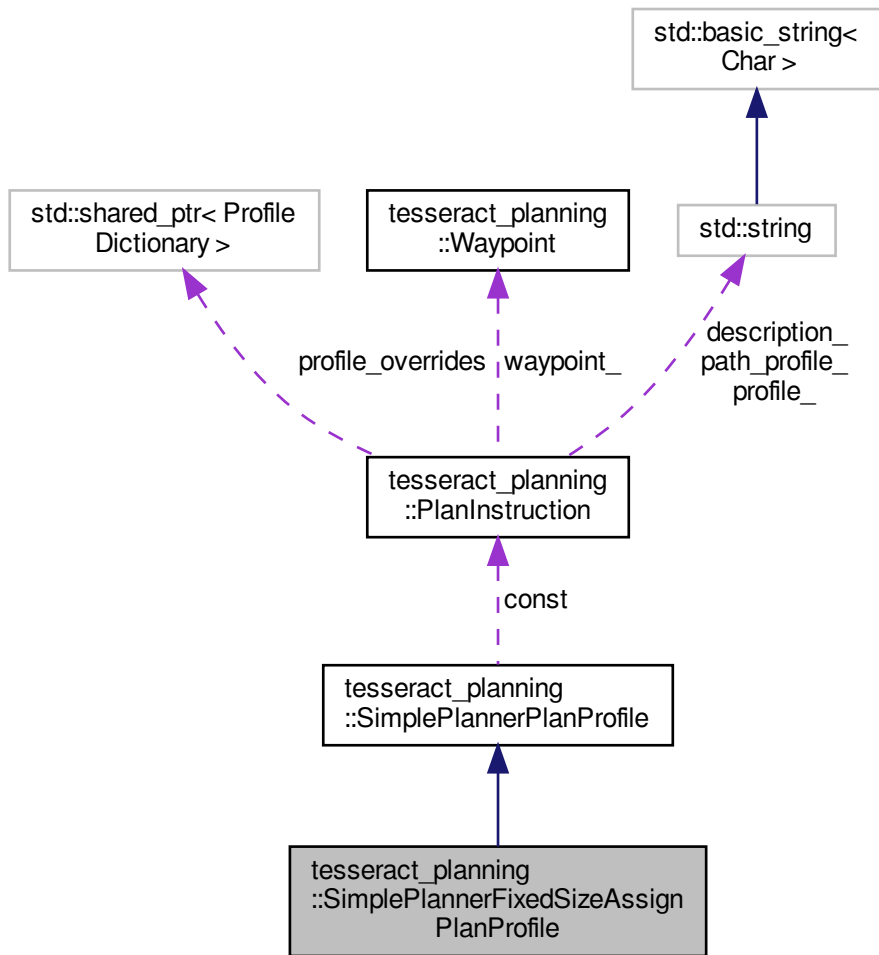 std::basic_string<
Char >
std::shared_ptr< Profile
Dictionary >
tesseract_planning
::Waypoint
std::string
profile_overrides
waypoint_
description_
path_profile_
profile_
tesseract_planning
::PlanInstruction
const
tesseract_planning
::SimplePlannerPlanProfile
tesseract_planning
::SimplePlannerFixedSizeAssign
PlanProfile